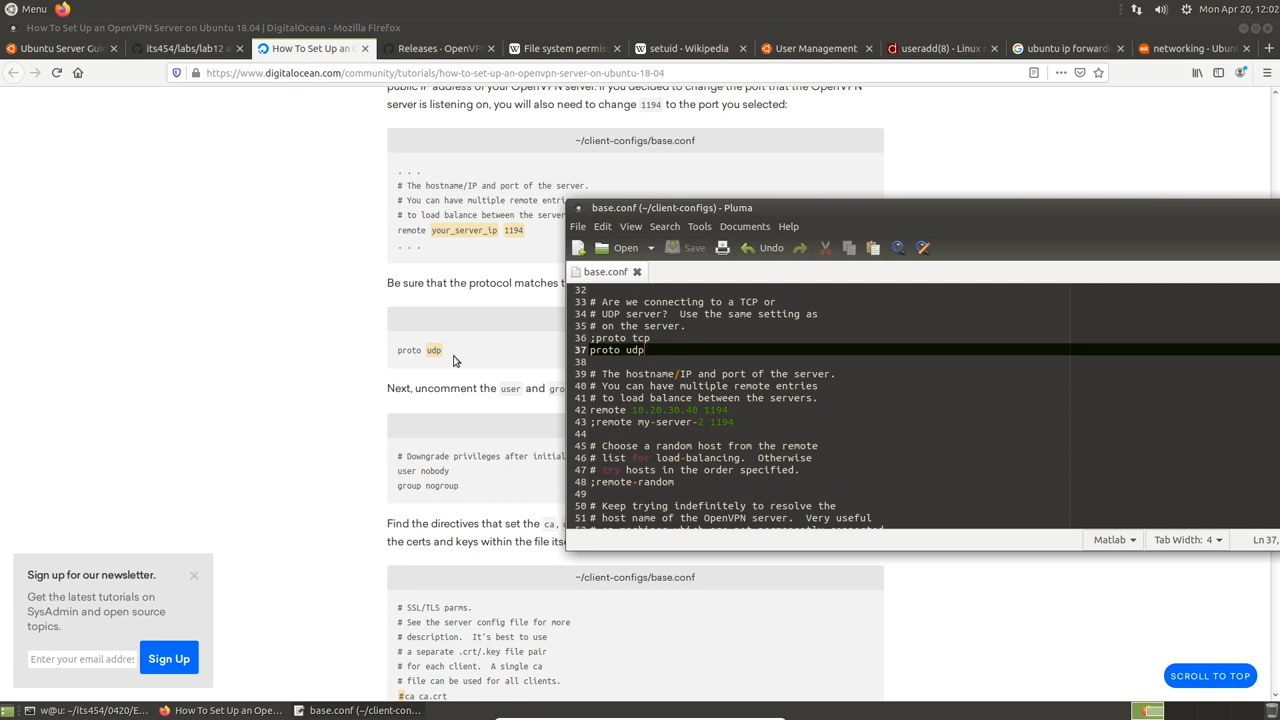 Menu
Mon Apr 20, 12:02
How To Set Up an OpenVPN Server on Ubuntu 18.04 | DigitalOcean - Mozilla Firefox
Ubuntu Server Gui
its454/labs/lab12
How To Set Up an O
Releases - OpenVP
File system permis
setuid - Wikipedia
User Management
useradd(8) - Linux
ubuntu ip forwardi
networking - Ubun
https://www.digitalocean.com/community/tutorials/how-to-set-up-an-openvpn-server-on-ubuntu-18-04
public IP address of your OpenVPN server. If you decided to change the port that the OpenVPN
server is listening on, you will also need to change 1194 to the port you selected:
~/client-configs/base.conf
. . .
# The hostname/IP and port of the server.
# You can have multiple remote entri
# to load balance between the server
remote your_server_ip 1194
. . .
Be sure that the protocol matches t
proto udp
Next, uncomment the user and gro
# Downgrade privileges after initial
user nobody
group nogroup
Find the directives that set the ca,
the certs and keys within the file itse
~/client-configs/base.conf
# SSL/TLS parms.
# See the server config file for more
# description.  It's best to use
# a separate .crt/.key file pair
# for each client.  A single ca
# file can be used for all clients.
#ca ca.crt
base.conf (~/client-configs) - Pluma
File Edit View Search Tools Documents Help
Open Save Undo
base.conf
32
33 # Are we connecting to a TCP or
34 # UDP server?  Use the same setting as
35 # on the server.
36 ;proto tcp
37 proto udp
38
39 # The hostname/IP and port of the server.
40 # You can have multiple remote entries
41 # to load balance between the servers.
42 remote 10.20.30.40 1194
43 ;remote my-server-2 1194
44
45 # Choose a random host from the remote
46 # list for load-balancing.  Otherwise
47 # try hosts in the order specified.
48 ;remote-random
49
50 # Keep trying indefinitely to resolve the
51 # host name of the OpenVPN server.  Very useful
Matlab Tab Width: 4 Ln 37,
Sign up for our newsletter.
Get the latest tutorials on
SysAdmin and open source
topics.
Enter your email addres
Sign Up
SCROLL TO TOP
w@u: ~/its454/0420/E...
How To Set Up an Ope...
base.conf (~/client-con...